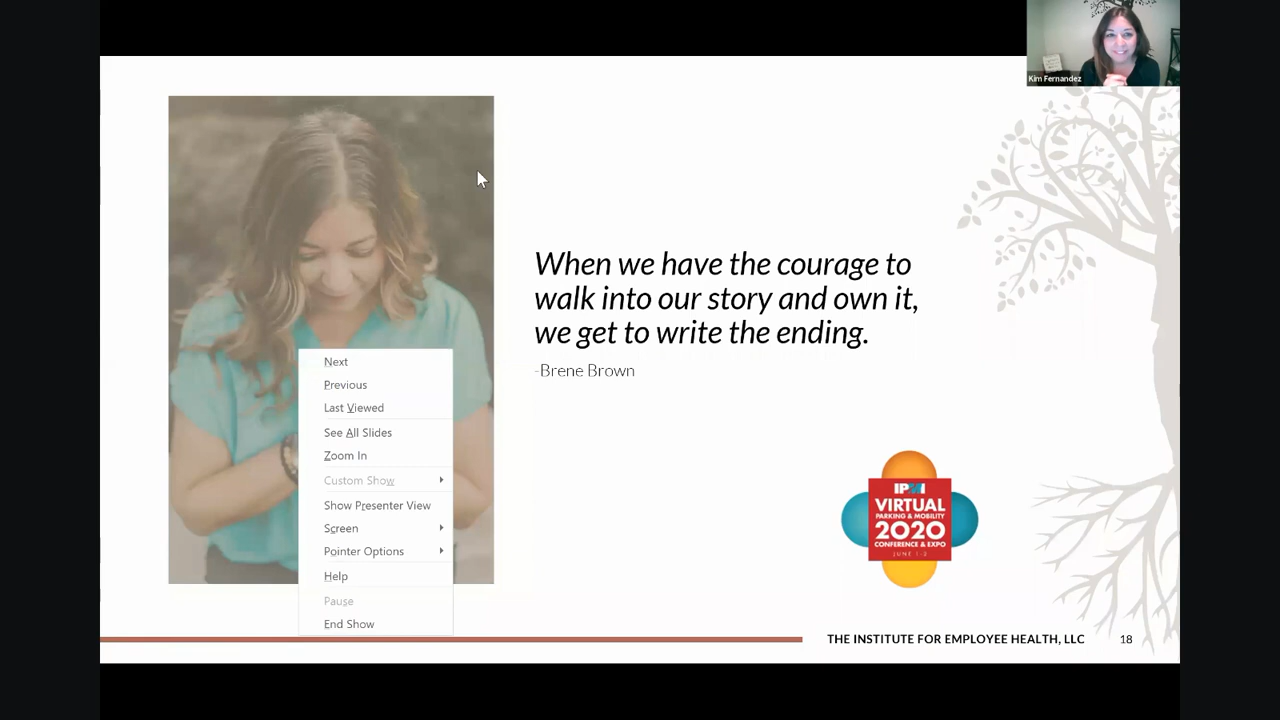 Kim Fernandez
When we have the courage to
walk into our story and own it,
we get to write the ending.
-Brene Brown
Next
Previous
Last Viewed
See All Slides
Zoom In
Custom Show
Show Presenter View
Screen
Pointer Options
Help
Pause
End Show
IPMI
VIRTUAL
PARKING & MOBILITY
2020
CONFERENCE & EXPO
JUNE 1-2
THE INSTITUTE FOR EMPLOYEE HEALTH, LLC
18